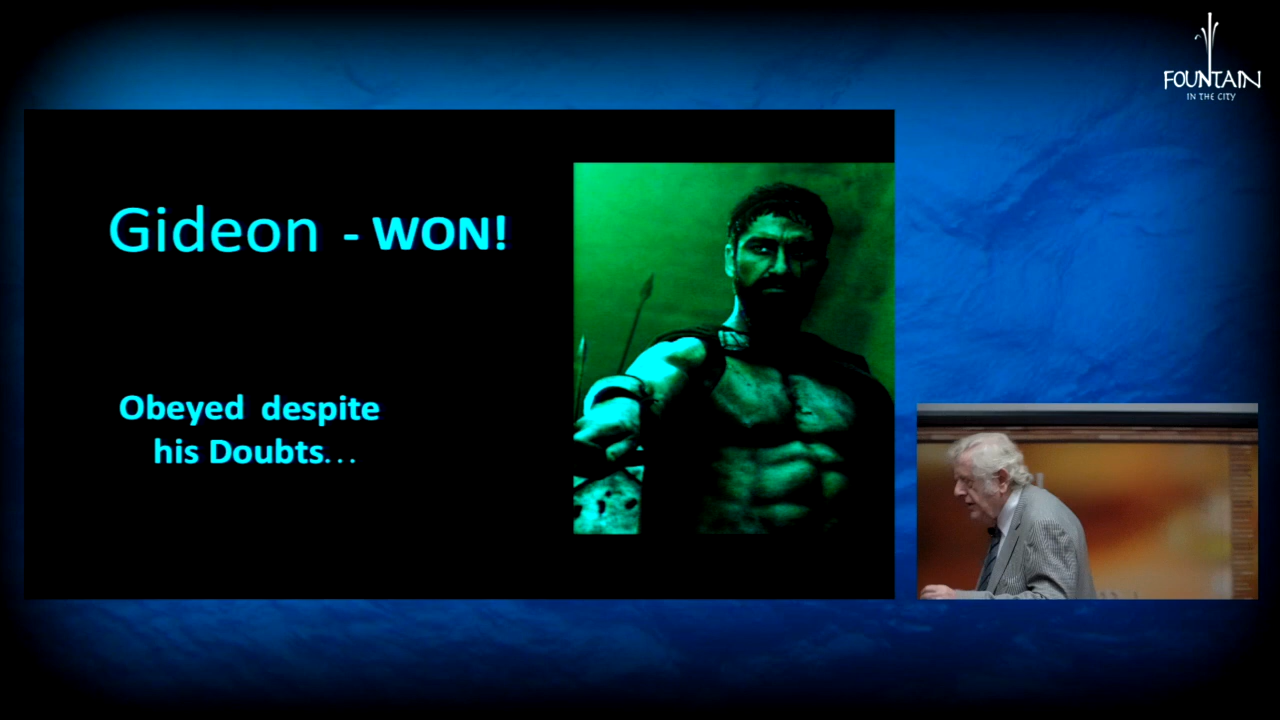 FOUNTAIN
IN THE CITY
Gideon - WON!
Obeyed despite
his Doubts...